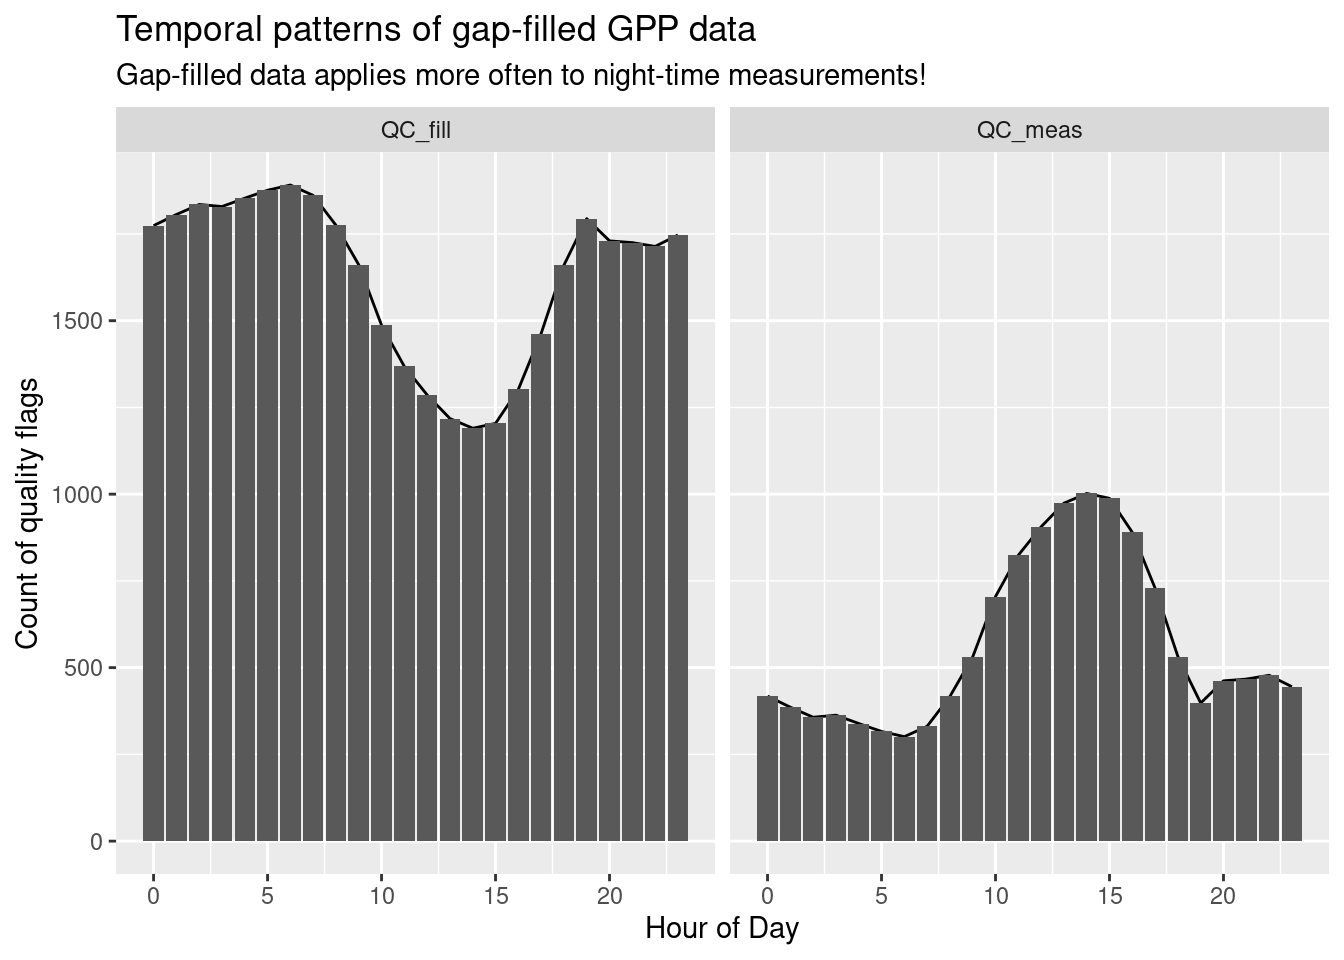 Temporal patterns of gap-filled GPP data
Gap-filled data applies more often to night-time measurements!
QC_fill
QC_meas
Count of quality flags
1500
1000
500
0
0 5 10 15 20
0 5 10 15 20
Hour of Day